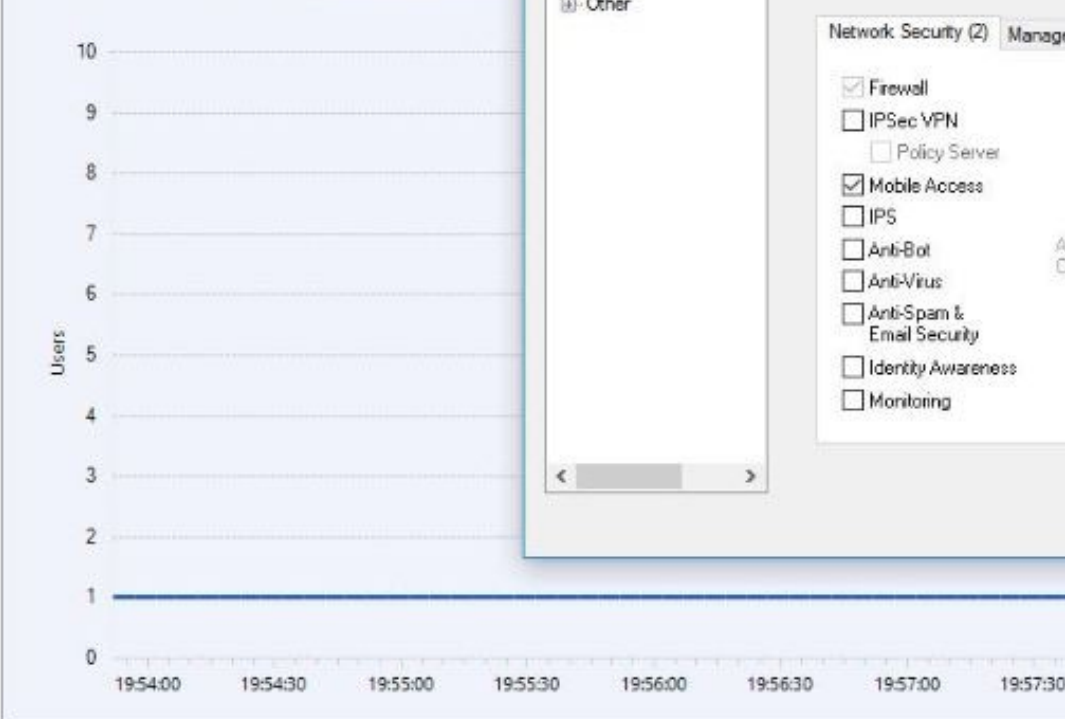 Other
Network Security (2)
Firewall
IPSec VPN
Policy Server
Mobile Access
IPS
Anti-Bot
Anti-Virus
Anti-Spam &
Email Security
Identity Awareness
Monitoring
10
9
8
7
6
5
4
3
2
1
0
Users
19:54:00 19:54:30 19:55:00 19:55:30 19:56:00 19:56:30 19:57:00 19:57:30